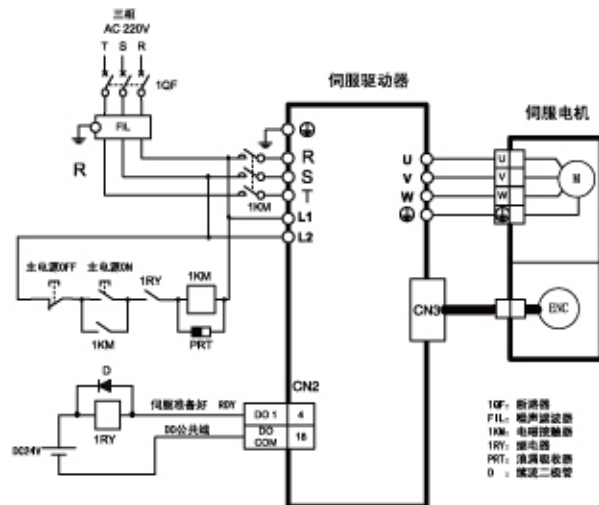 三相
AC 220V
T S R
1QF
FIL
R
伺服驱动器
伺服电机
R
S
T
1KM
L1
L2
U
V
W
U
V
W
M
主电源OFF
主电源ON
1RY
1KM
1KM
PRT
CN3
ENC
D
CN2
伺服准备好 RDY
DO 1
4
1RY
DO公共线
DO
COM
16
DC24V
1QF: 断路器
FIL: 噪声滤波器
1KM: 电磁接触器
1RY: 继电器
PRT: 浪涌吸收器
D : 续流二极管